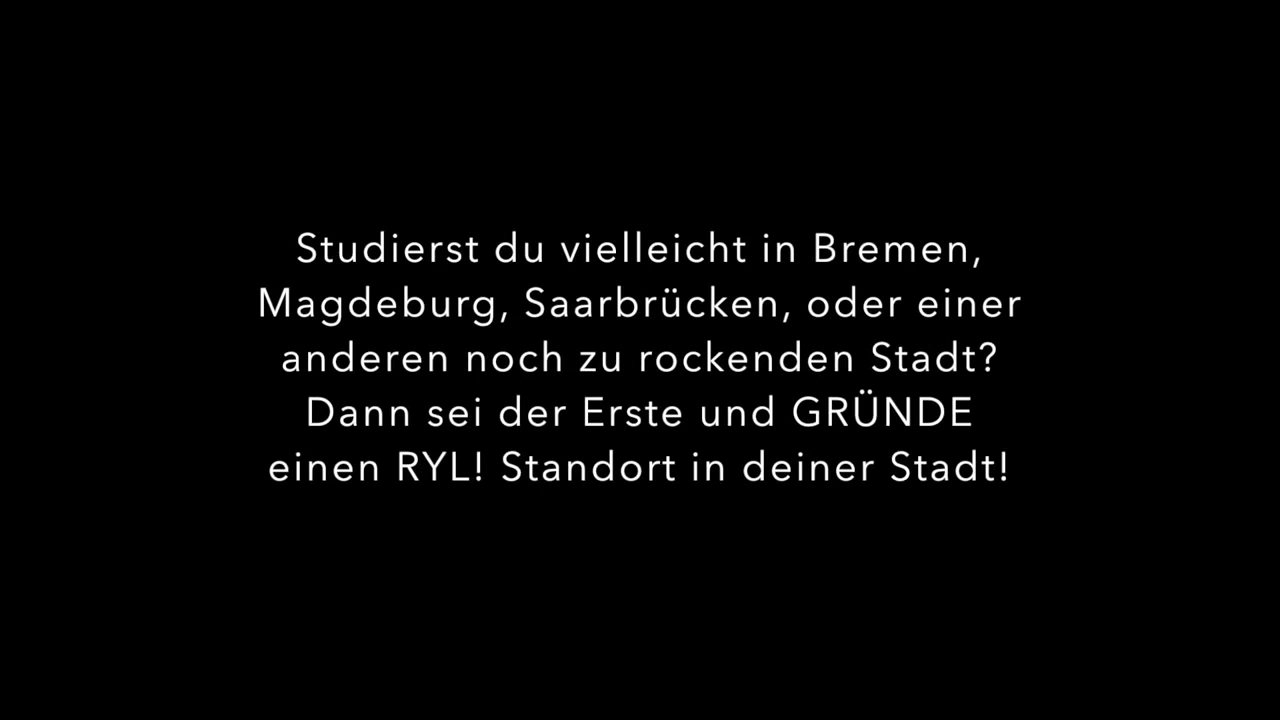 Studierst du vielleicht in Bremen,
Magdeburg, Saarbrücken, oder einer
anderen noch zu rockenden Stadt?
Dann sei der Erste und GRÜNDE
einen RYL! Standort in deiner Stadt!